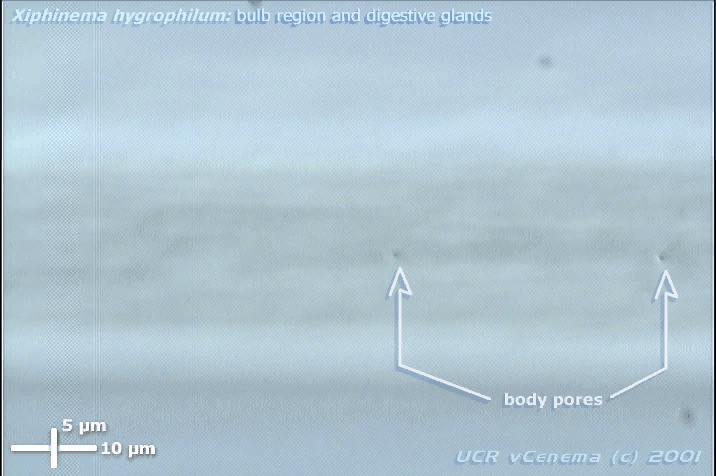 Xiphinema hygrophilum: bulb region and digestive glands
body pores
5 µm
10 µm
UCR vCenema (c) 2001